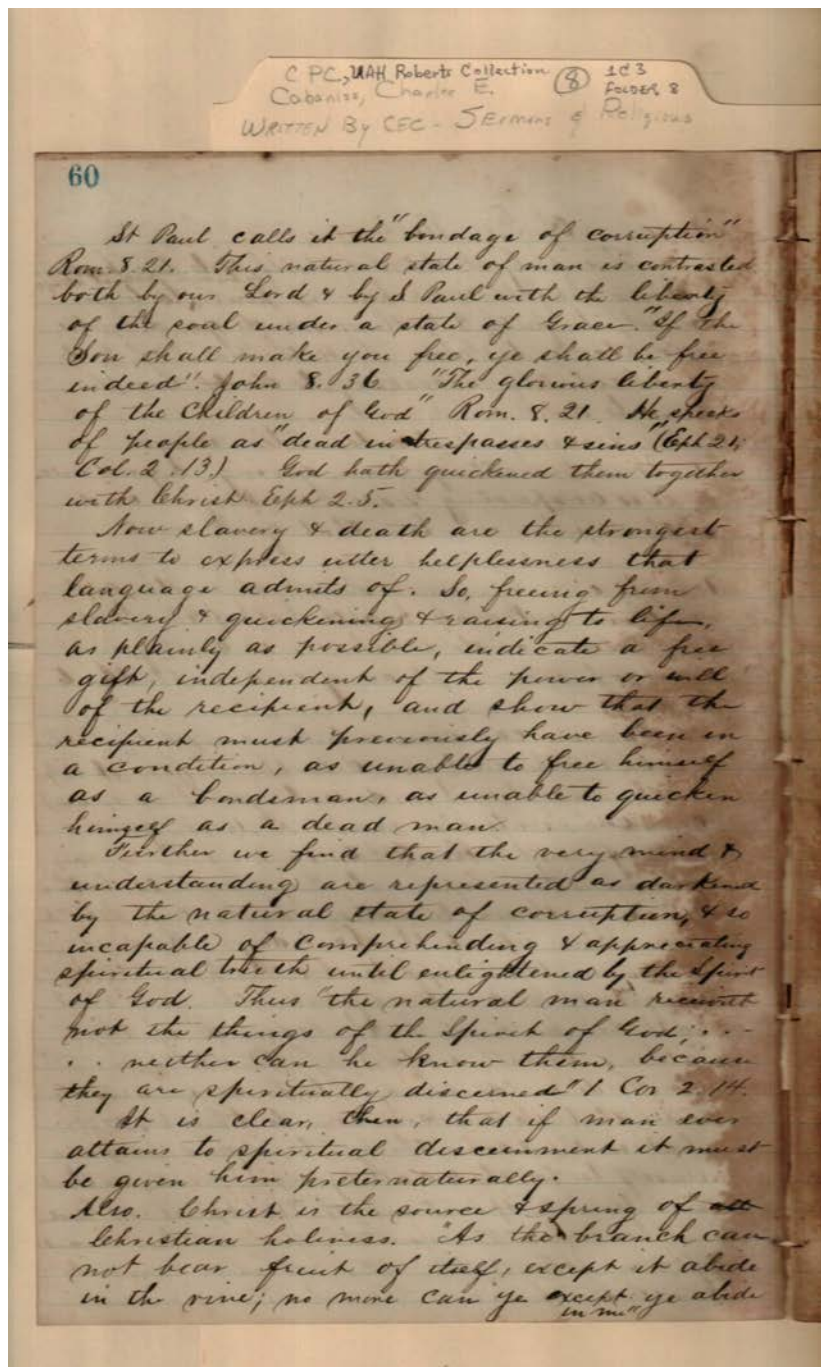 C P C, UAH Roberts Collection (8) 1C3
Cabaniss, Charles E. FOLDER 8
WRITTEN By CEC - SErmons & Religious
60
St Paul calls it the "bondage of corruption"
Rom. 8.21. This natural state of man is contrasted
both by our Lord & by S Paul with the liberty
of the soul under a state of Grace. "If the
Son shall make you free, ye shall be free
indeed". John 8.36 "The glorious liberty
of the Children of God" Rom. 8.21. He speaks
of people as "dead in trespasses & sins" (Eph 2.1;
Col. 2.13.) God hath quickened them together
with Christ Eph 2.5.
Now slavery & death are the strongest
terms to express utter helplessness that
language admits of. So, freeing from
slavery & quickening & raising to life,
as plainly as possible, indicate a free
gift, independent of the power or will
of the recipient, and show that the
recipient must previously have been in
a condition, as unable to free himself
as a bondsman, as unable to quicken
himself as a dead man.
Further we find that the very mind &
understanding are represented as darkened
by the natural state of corruption, & so
incapable of comprehending & appreciating
spiritual truth until enlightened by the Spirit
of God. Thus "the natural man receiveth
not the things of the Spirit of God; . . .
. . neither can he know them, because
they are spiritually discerned" 1 Cor 2.14.
It is clear, then, that if man ever
attains to spiritual discernment it must
be given him preternaturally.
Also. Christ is the source & spring of all
Christian holiness. "As the branch can
not bear fruit of itself, except it abide
in the vine; no more can ye except ye abide
in me"